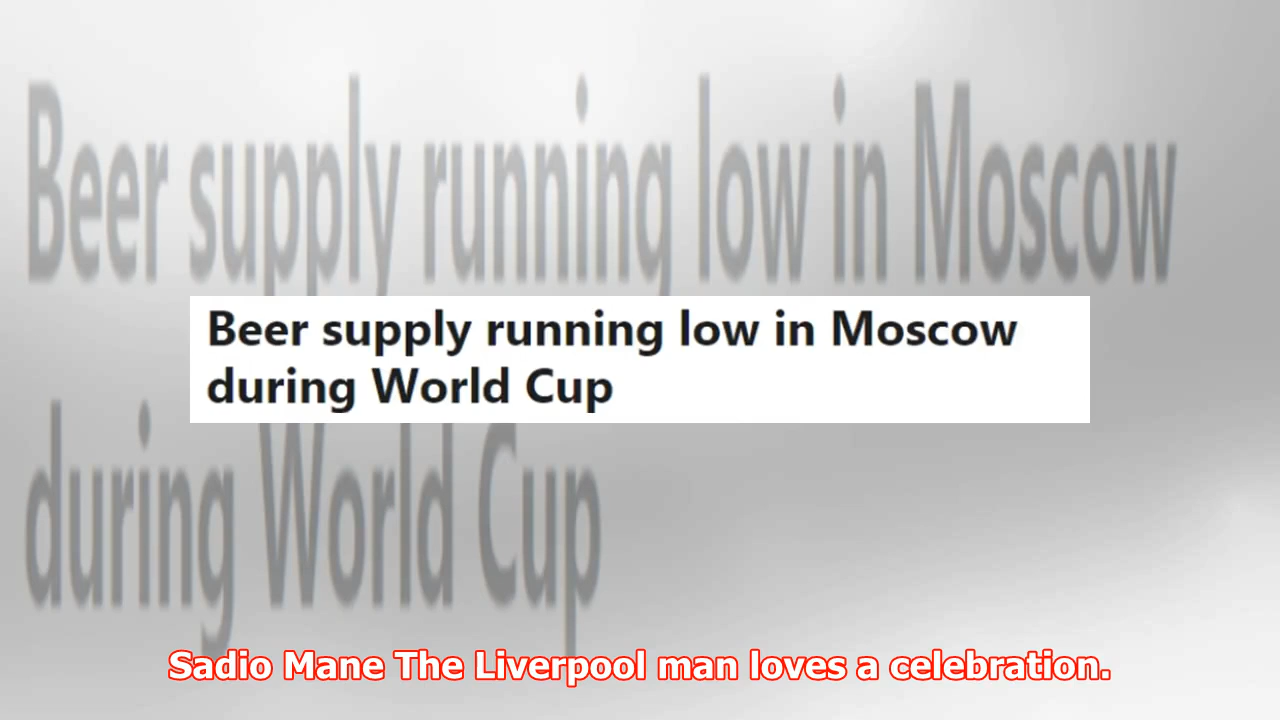 Beer supply running low in Moscow
Beer supply running low in Moscow
during World Cup
during World Cup
Sadio Mane The Liverpool man loves a celebration.